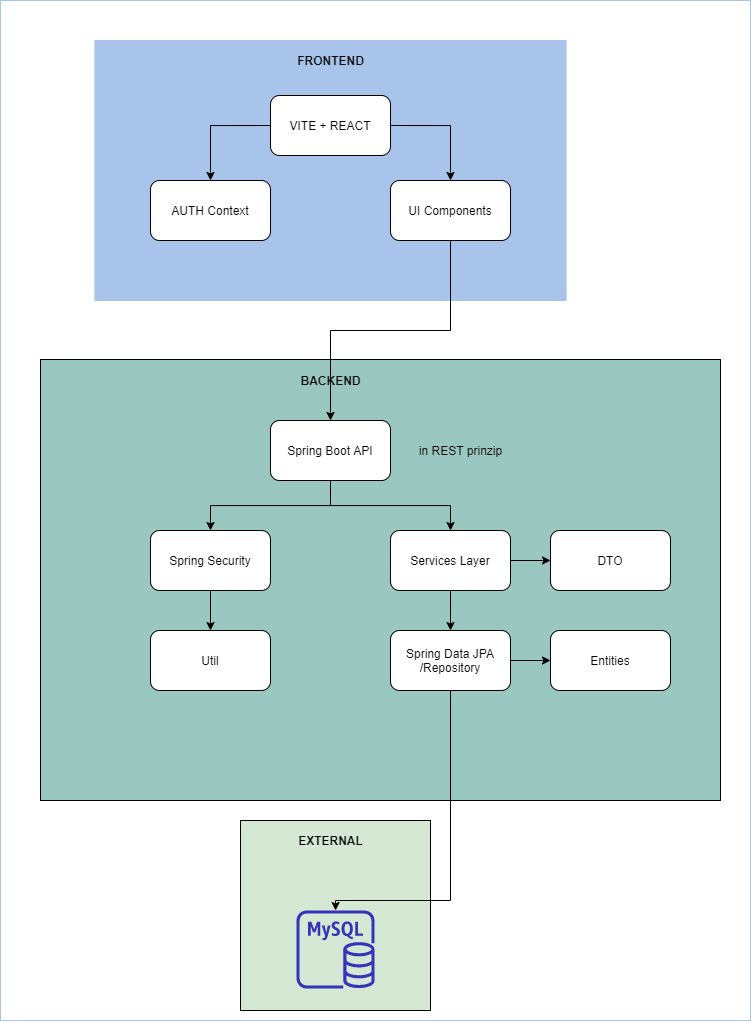 FRONTEND
VITE + REACT
AUTH Context
UI Components
BACKEND
Spring Boot API
in REST prinzip
Spring Security
Services Layer
DTO
Util
Spring Data JPA
/Repository
Entities
EXTERNAL
MySQL